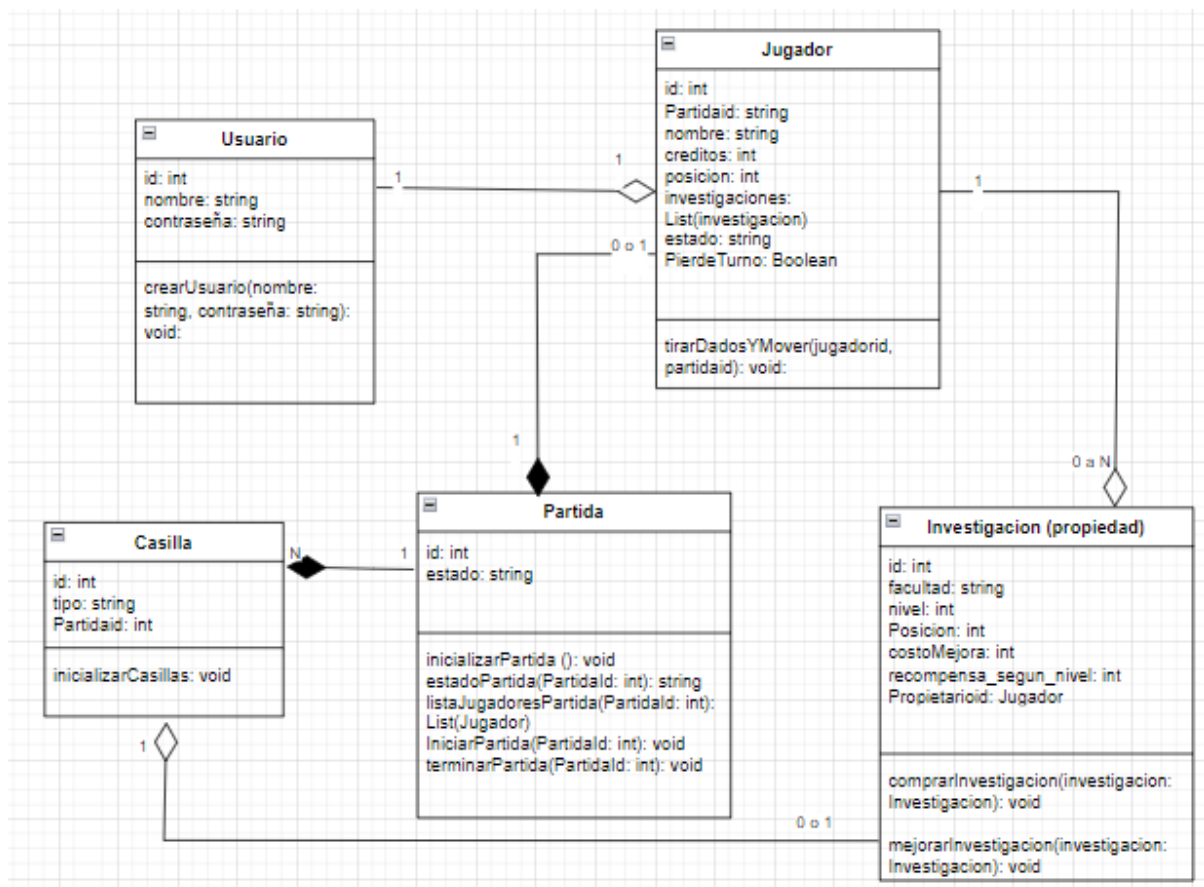 Jugador
id: int
Partidaid: string
nombre: string
creditos: int
posicion: int
investigaciones:
List(investigacion)
estado: string
PierdeTurno: Boolean
tirarDadosYMover(jugadorid,
partidaid): void:
Usuario
id: int
nombre: string
contraseña: string
crearUsuario(nombre:
string, contraseña: string):
void:
1
1
1
0 o 1
1
0 a N
Partida
id: int
estado: string
inicializarPartida (): void
estadoPartida(PartidaId: int): string
listaJugadoresPartida(PartidaId: int):
List(Jugador)
IniciarPartida(PartidaId: int): void
terminarPartida(PartidaId: int): void
Casilla
id: int
tipo: string
Partidaid: int
inicializarCasillas: void
N
1
1
0 o 1
Investigacion (propiedad)
id: int
facultad: string
nivel: int
Posicion: int
costoMejora: int
recompensa_segun_nivel: int
Propietarioid: Jugador
comprarInvestigacion(investigacion:
Investigacion): void
mejorarInvestigacion(investigacion:
Investigacion): void